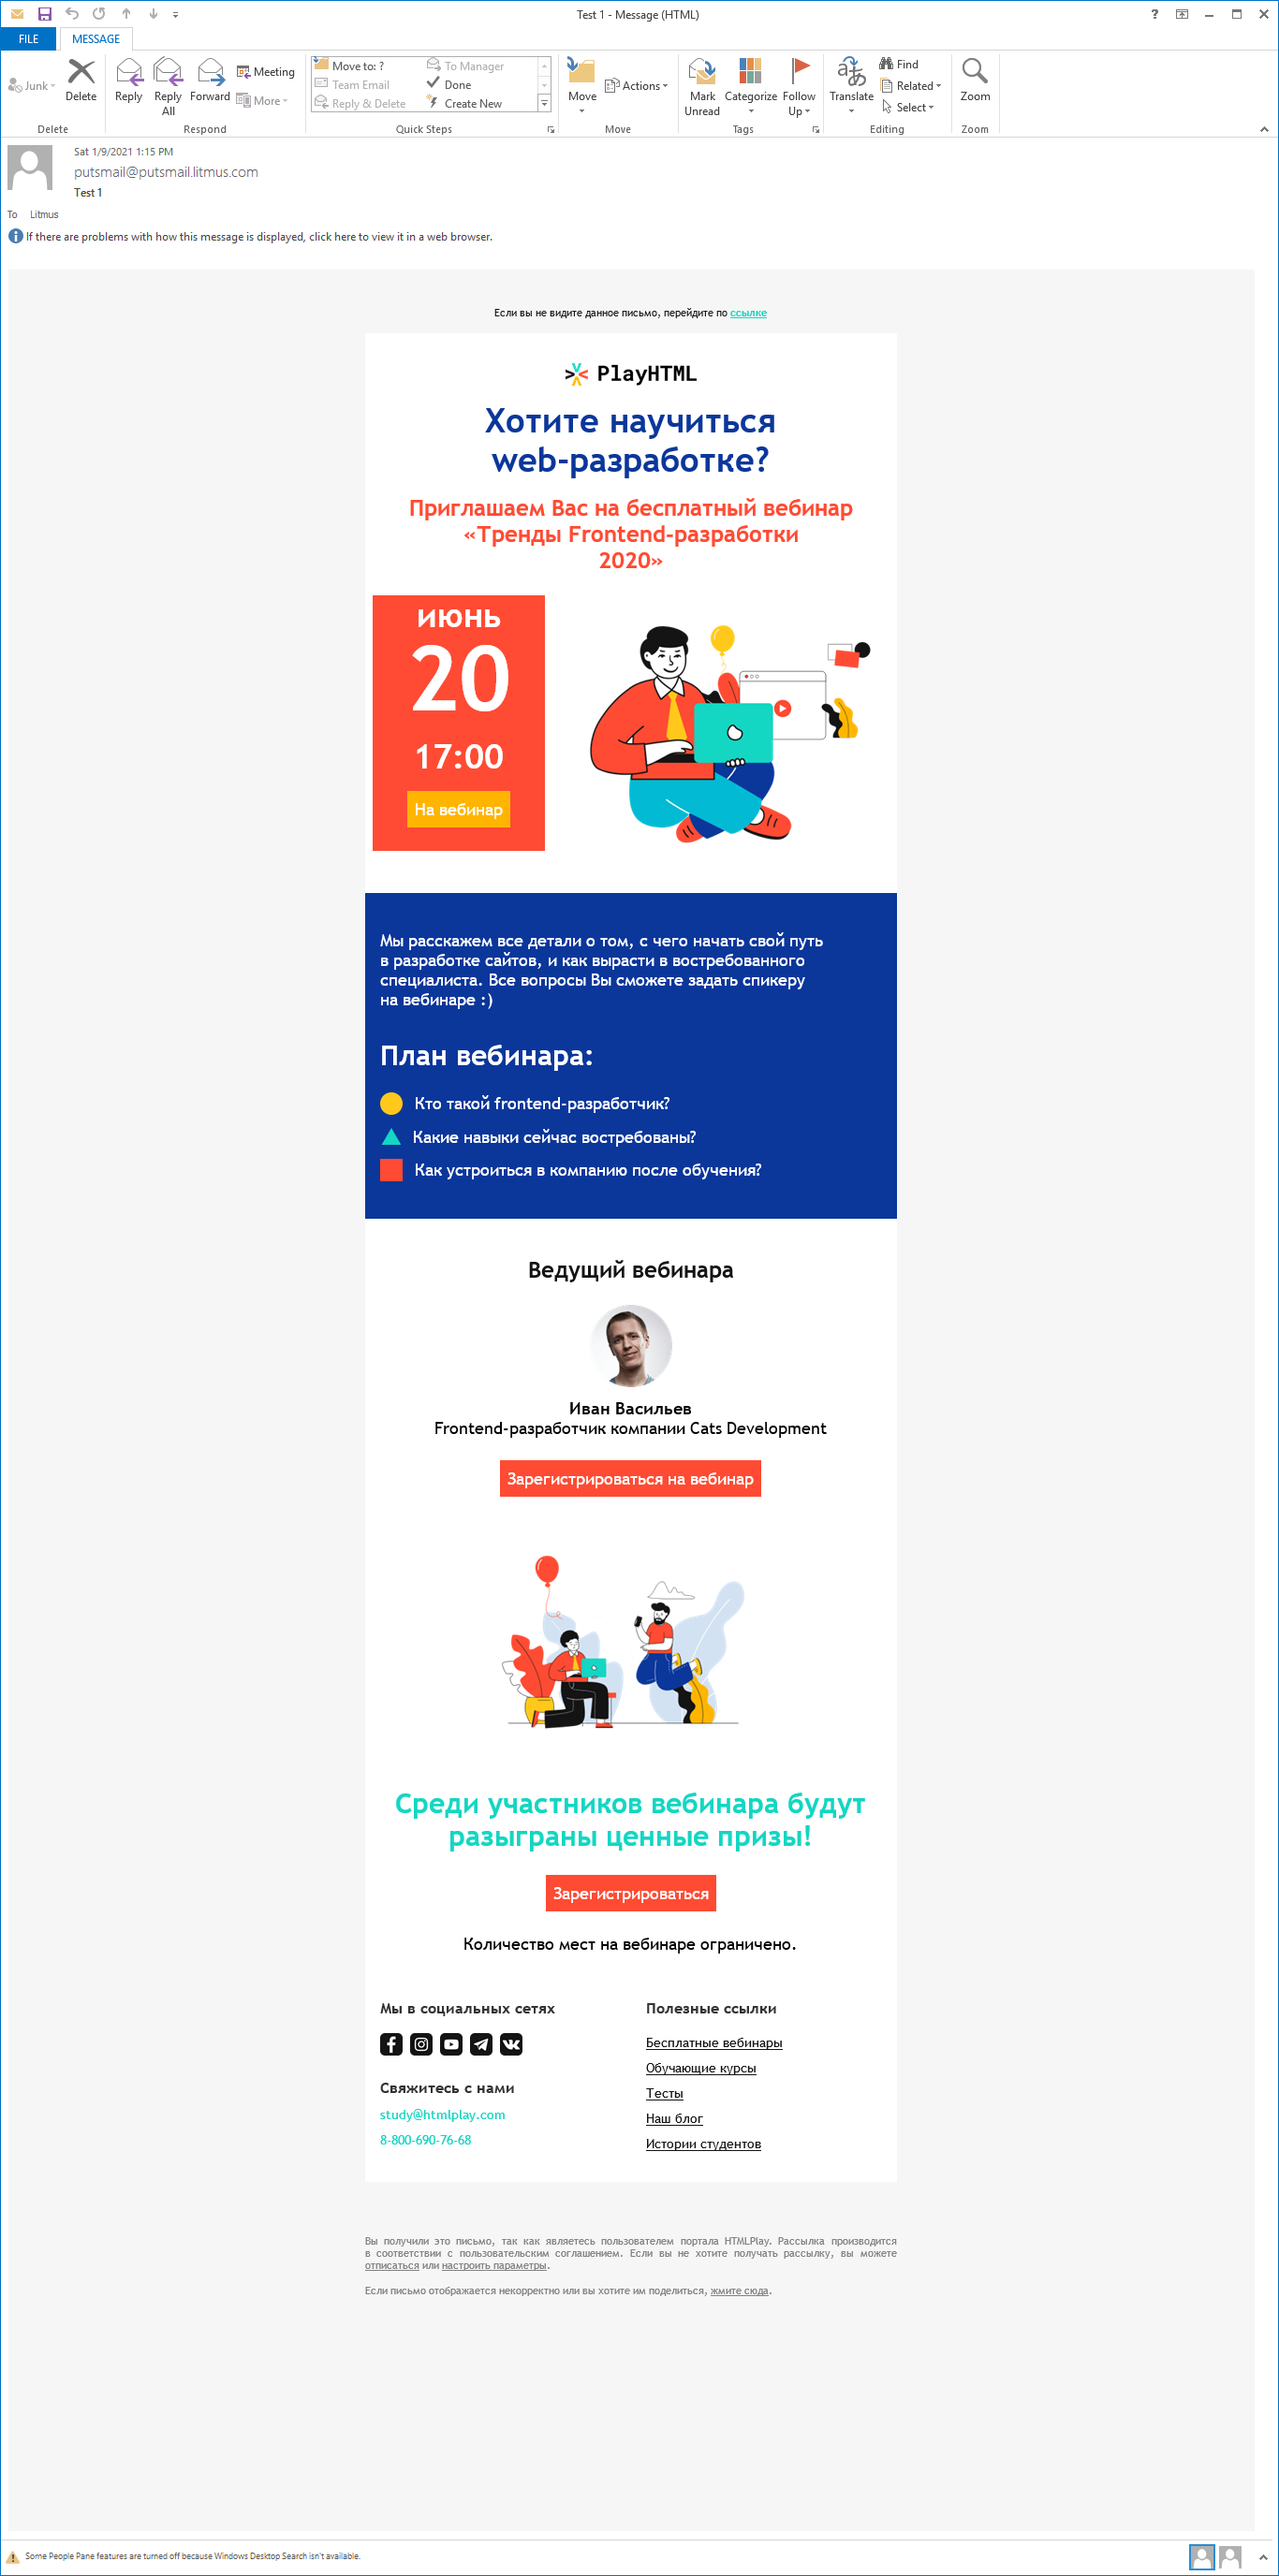 Test 1 - Message (HTML)
FILE MESSAGE
Junk
Delete
Reply
Reply All
Forward
Meeting
More
Move to: ?
Team Email
Reply & Delete
To Manager
Done
Create New
Move
Actions
Mark Unread
Categorize
Follow Up
Translate
Find
Related
Select
Zoom
Delete Respond Quick Steps Move Tags Editing Zoom
Sat 1/9/2021 1:15 PM
putsmail@putsmail.litmus.com
Test 1
To Litmus
If there are problems with how this message is displayed, click here to view it in a web browser.
Если вы не видите данное письмо, перейдите по ссылке
PlayHTML
Хотите научиться
web-разработке?
Приглашаем Вас на бесплатный вебинар
«Тренды Frontend-разработки
2020»
июнь
20
17:00
На вебинар
Мы расскажем все детали о том, с чего начать свой путь
в разработке сайтов, и как вырасти в востребованного
специалиста. Все вопросы Вы сможете задать спикеру
на вебинаре :)
План вебинара:
Кто такой frontend-разработчик?
Какие навыки сейчас востребованы?
Как устроиться в компанию после обучения?
Ведущий вебинара
Иван Васильев
Frontend-разработчик компании Cats Development
Зарегистрироваться на вебинар
Среди участников вебинара будут
разыграны ценные призы!
Зарегистрироваться
Количество мест на вебинаре ограничено.
Мы в социальных сетях
Свяжитесь с нами
study@htmlplay.com
8-800-690-76-68
Полезные ссылки
Бесплатные вебинары
Обучающие курсы
Тесты
Наш блог
Истории студентов
Вы получили это письмо, так как являетесь пользователем портала HTMLPlay. Рассылка производится
в соответствии с пользовательским соглашением. Если вы не хотите получать рассылку, вы можете
отписаться или настроить параметры.
Если письмо отображается некорректно или вы хотите им поделиться, жмите сюда.
Some People Pane features are turned off because Windows Desktop Search isn't available.